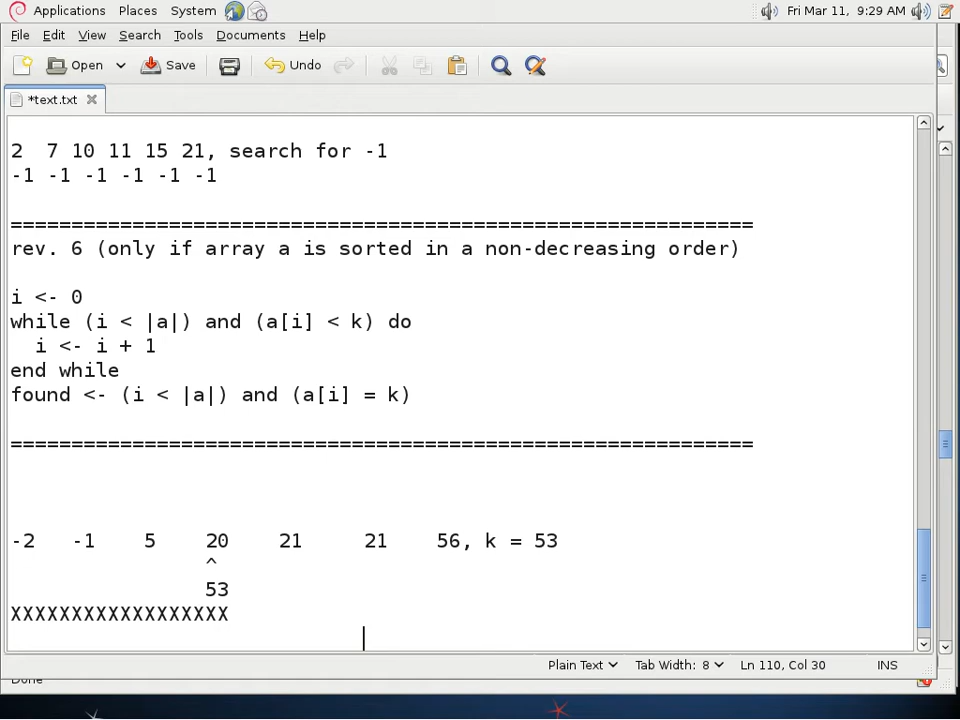 Applications Places System Fri Mar 11, 9:29 AM
File Edit View Search Tools Documents Help
Open Save Undo
*text.txt
2  7 10 11 15 21, search for -1
-1 -1 -1 -1 -1 -1
=============================================================
rev. 6 (only if array a is sorted in a non-decreasing order)
i <- 0
while (i < |a|) and (a[i] < k) do
  i <- i + 1
end while
found <- (i < |a|) and (a[i] = k)
=============================================================
-2   -1    5    20    21     21    56, k = 53
^
53
XXXXXXXXXXXXXXXXXX
Plain Text Tab Width: 8 Ln 110, Col 30 INS
Done